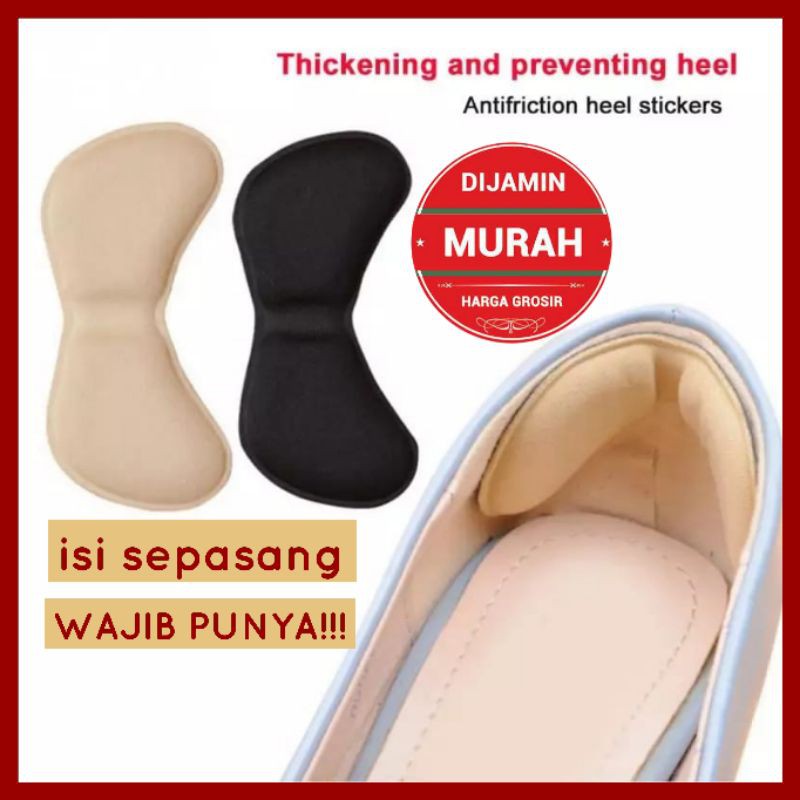 Thickening and preventing heel
Antifriction heel stickers
DIJAMIN
MURAH
HARGA GROSIR
isi sepasang
WAJIB PUNYA!!!